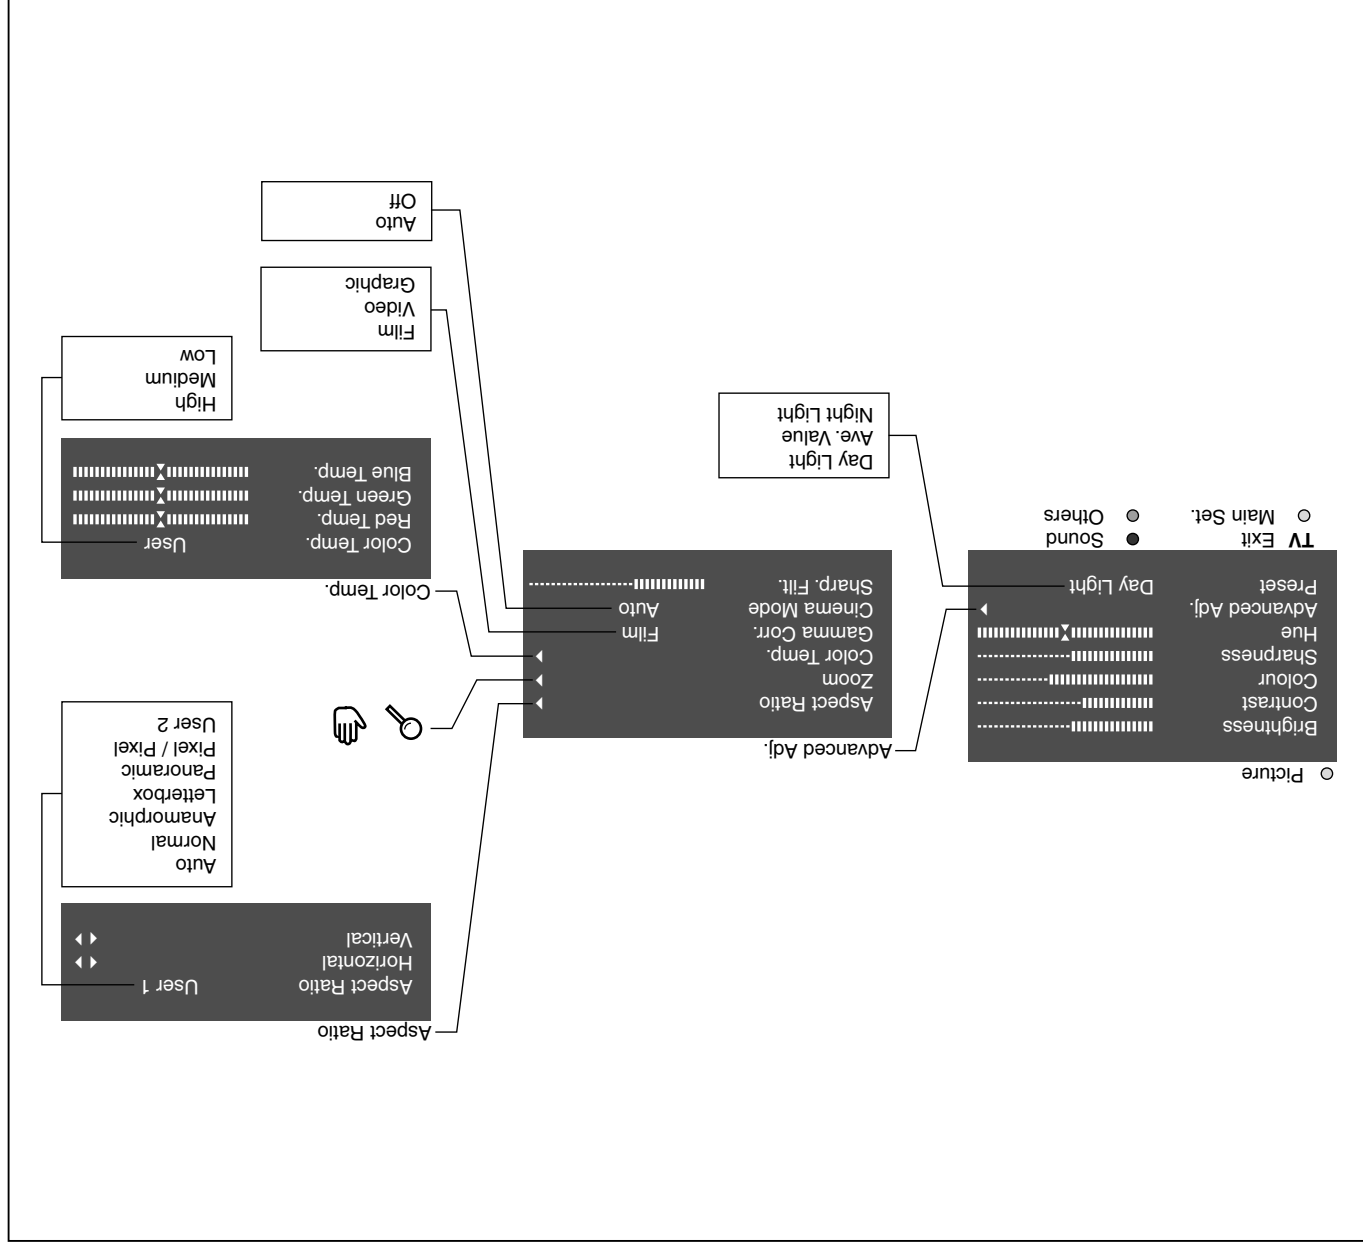 Picture
Brightness
Contrast
Colour
Sharpness
Hue
Advanced Adj.
Preset Day Light
TV Exit Sound
Main Set. Others
Day Light
Ave. Value
Night Light
Advanced Adj.
Aspect Ratio
Zoom
Color Temp.
Gamma Corr. Film
Cinema Mode Auto
Sharp. Filt.
Aspect Ratio
Aspect Ratio User 1
Horizontal
Vertical
Auto
Normal
Anamorphic
Letterbox
Panoramic
Pixel / Pixel
User 2
Color Temp.
Color Temp. User
Red Temp.
Green Temp.
Blue Temp.
High
Medium
Low
Film
Video
Graphic
Auto
Off